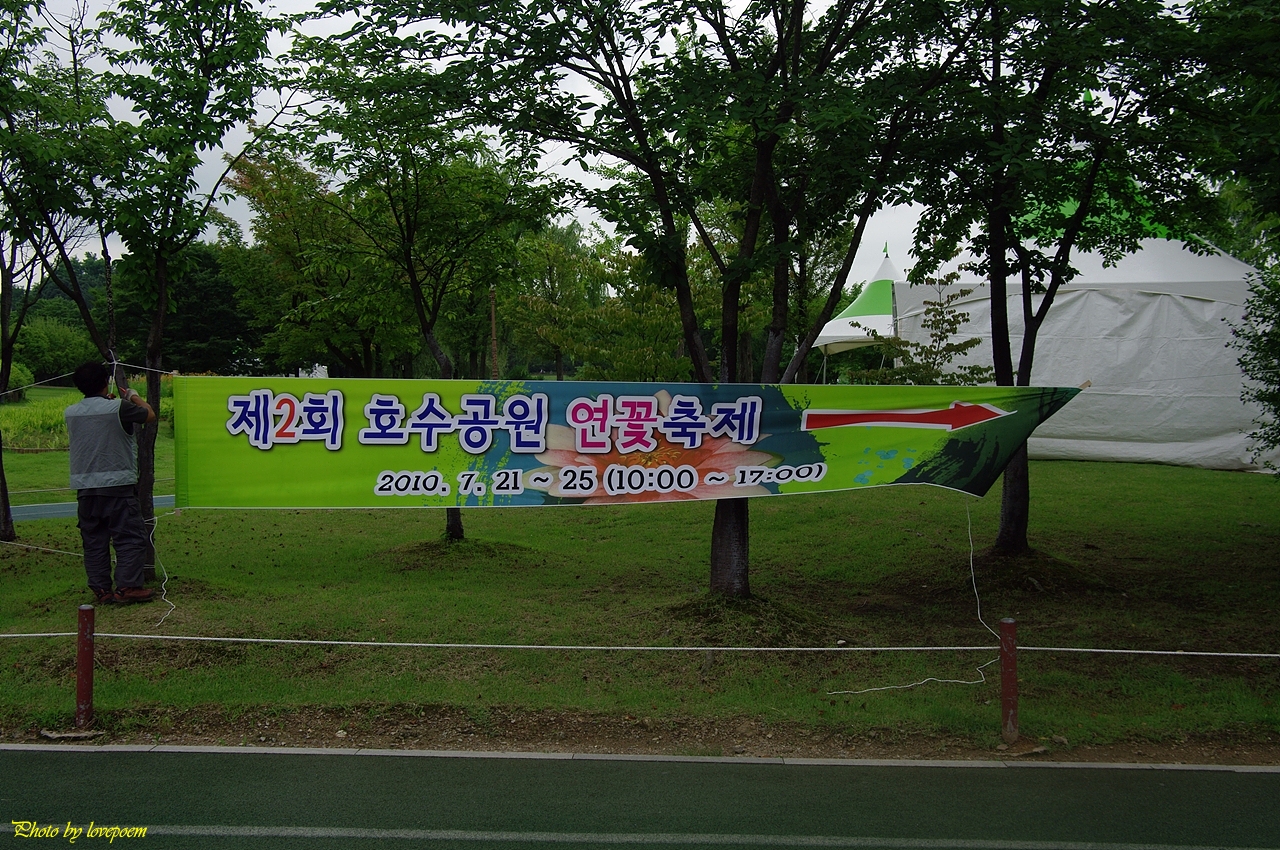 제2회 호수공원 연꽃축제
2010. 7. 21 ~ 25 (10:00 ~ 17:00)
Photo by lovepoem